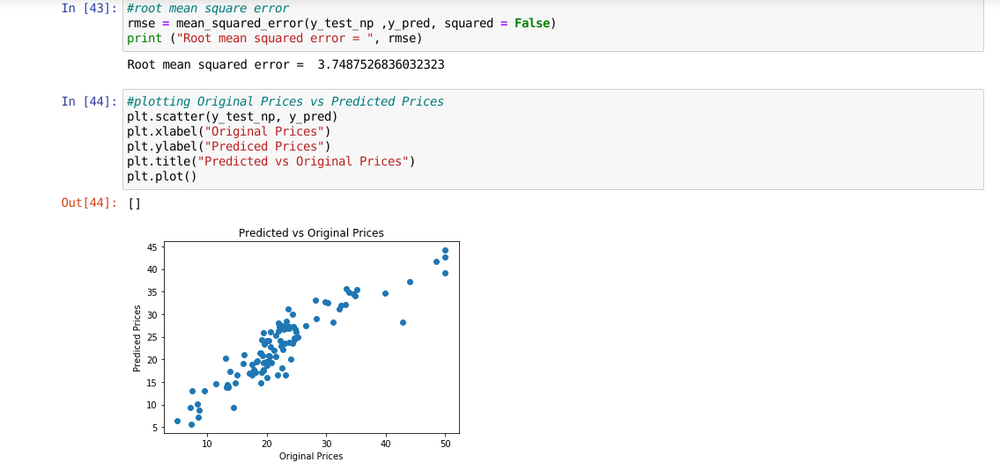 In [43]: #root mean square error
rmse = mean_squared_error(y_test_np ,y_pred, squared = False)
print ("Root mean squared error = ", rmse)
Root mean squared error =  3.7487526836032323
In [44]: #plotting Original Prices vs Predicted Prices
plt.scatter(y_test_np, y_pred)
plt.xlabel("Original Prices")
plt.ylabel("Prediced Prices")
plt.title("Predicted vs Original Prices")
plt.plot()
Out[44]: []
Predicted vs Original Prices
Prediced Prices
45
40
35
30
25
20
15
10
5
10 20 30 40 50
Original Prices